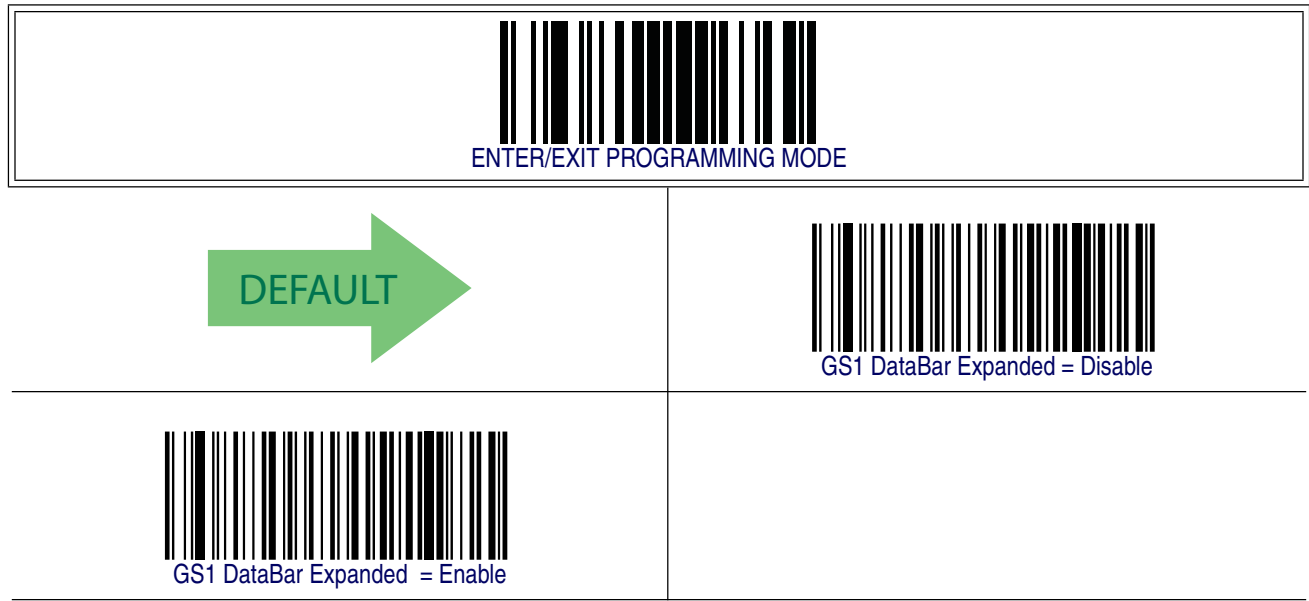 ENTER/EXIT PROGRAMMING MODE
DEFAULT
GS1 DataBar Expanded = Disable
GS1 DataBar Expanded = Enable